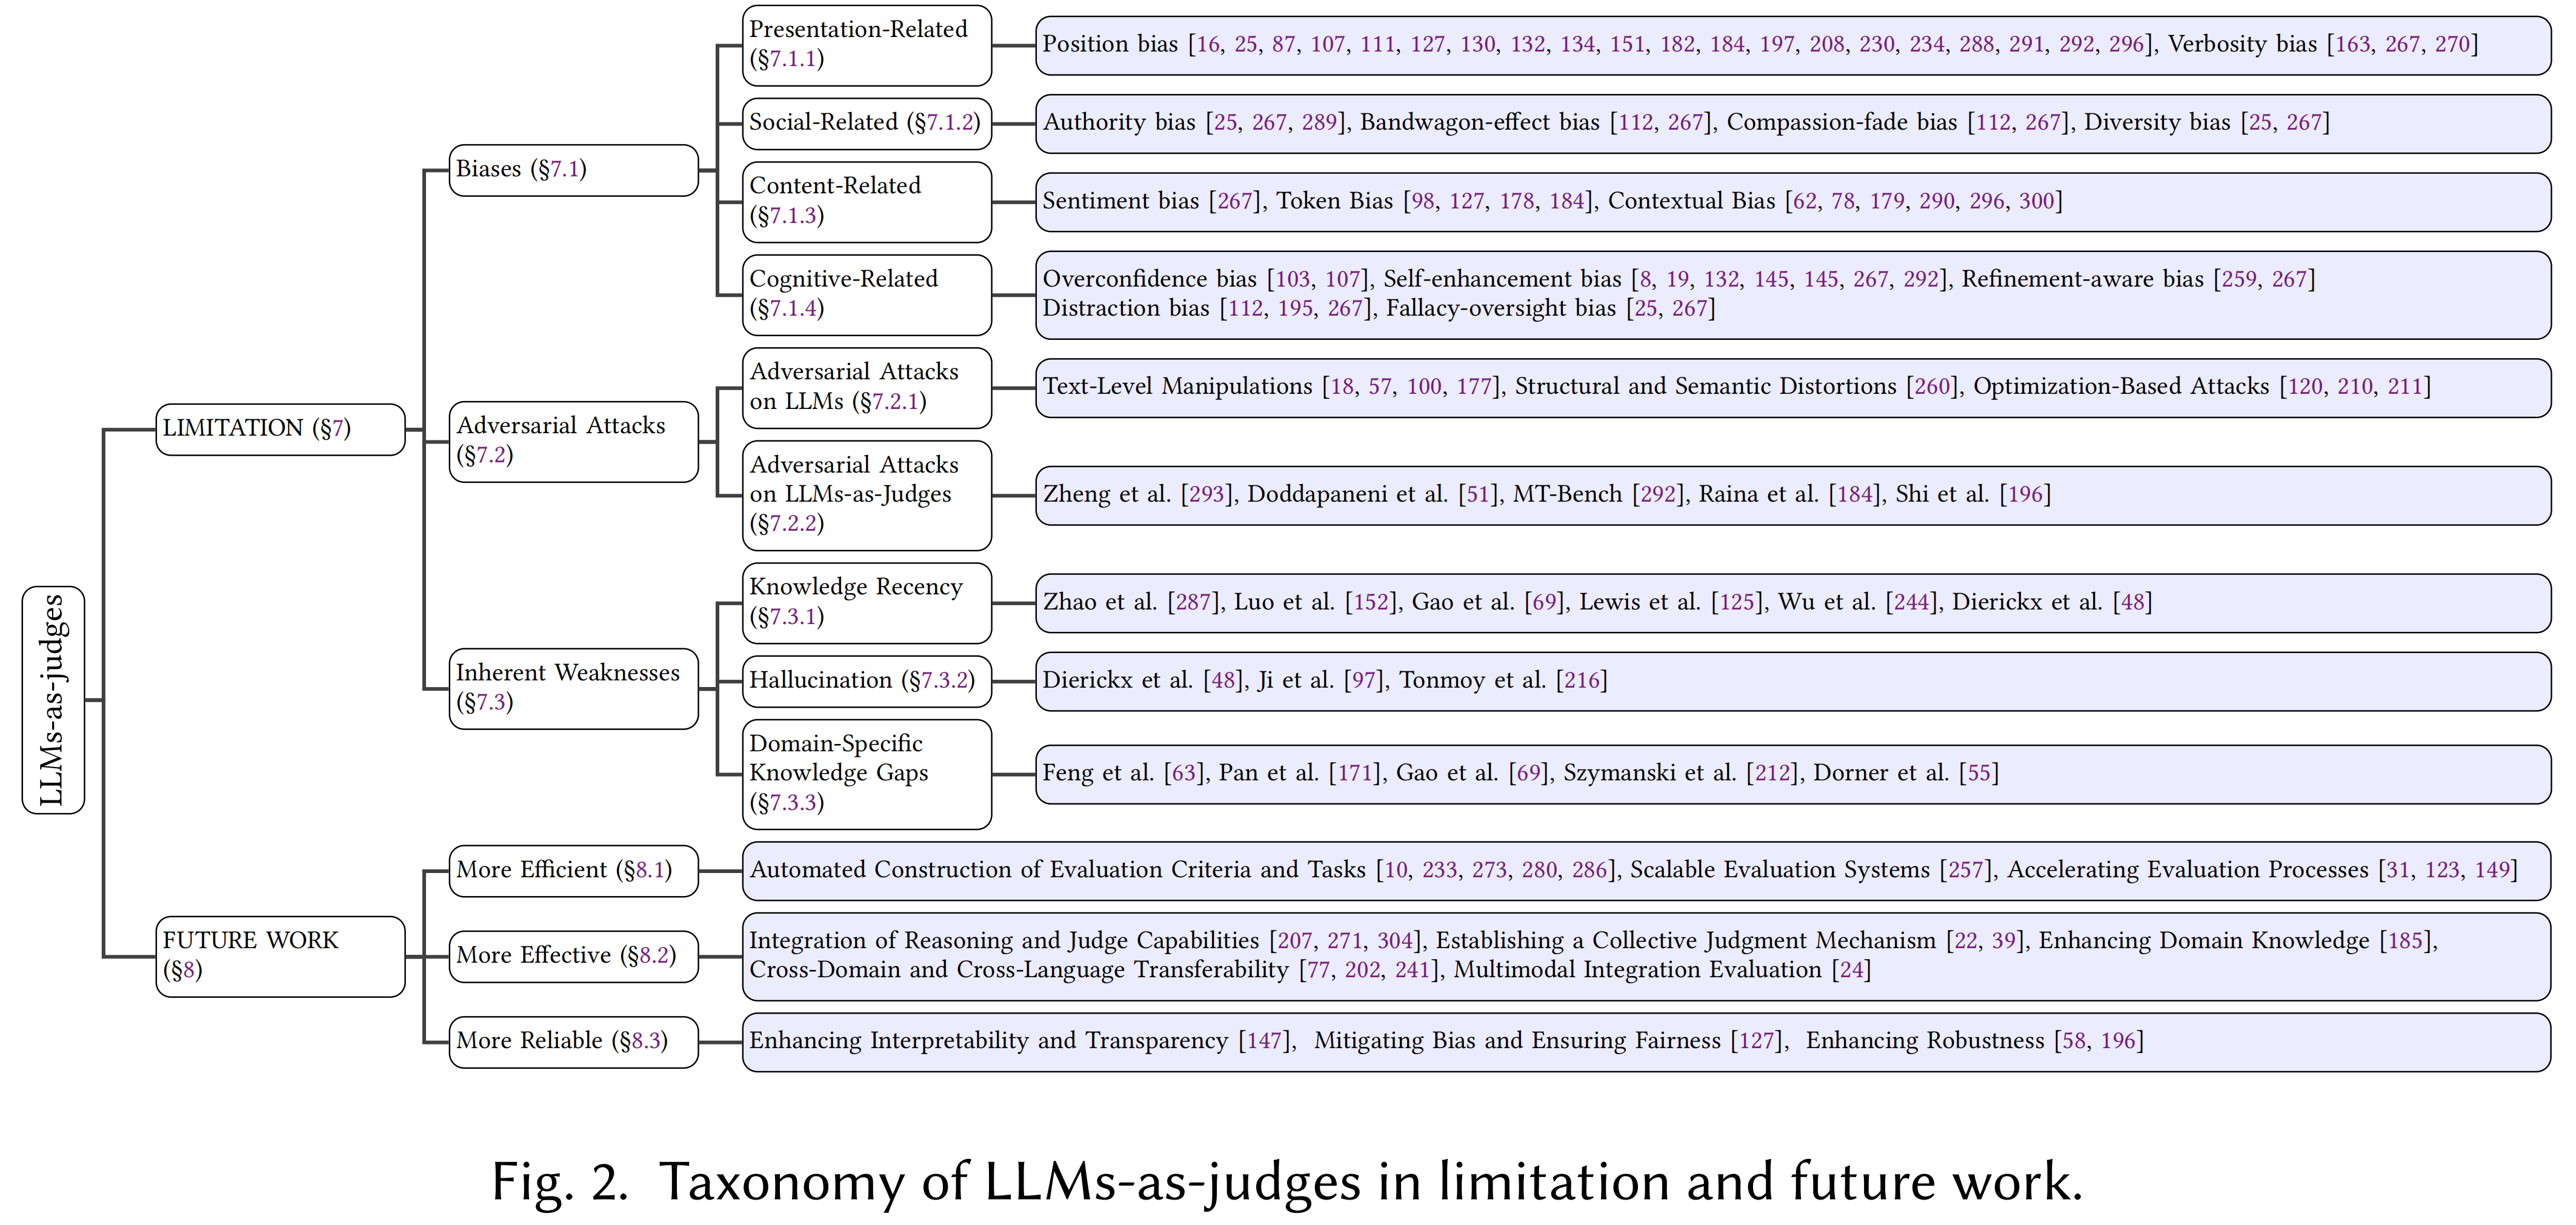 LLMs-as-judges
LIMITATION (§7)
Biases (§7.1)
Presentation-Related
(§7.1.1)
Position bias [16, 25, 87, 107, 111, 127, 130, 132, 134, 151, 182, 184, 197, 208, 230, 234, 288, 291, 292, 296], Verbosity bias [163, 267, 270]
Social-Related (§7.1.2)
Authority bias [25, 267, 289], Bandwagon-effect bias [112, 267], Compassion-fade bias [112, 267], Diversity bias [25, 267]
Content-Related
(§7.1.3)
Sentiment bias [267], Token Bias [98, 127, 178, 184], Contextual Bias [62, 78, 179, 290, 296, 300]
Cognitive-Related
(§7.1.4)
Overconfidence bias [103, 107], Self-enhancement bias [8, 19, 132, 145, 145, 267, 292], Refinement-aware bias [259, 267]
Distraction bias [112, 195, 267], Fallacy-oversight bias [25, 267]
Adversarial Attacks
(§7.2)
Adversarial Attacks
on LLMs (§7.2.1)
Text-Level Manipulations [18, 57, 100, 177], Structural and Semantic Distortions [260], Optimization-Based Attacks [120, 210, 211]
Adversarial Attacks
on LLMs-as-Judges
(§7.2.2)
Zheng et al. [293], Doddapaneni et al. [51], MT-Bench [292], Raina et al. [184], Shi et al. [196]
Inherent Weaknesses
(§7.3)
Knowledge Recency
(§7.3.1)
Zhao et al. [287], Luo et al. [152], Gao et al. [69], Lewis et al. [125], Wu et al. [244], Dierickx et al. [48]
Hallucination (§7.3.2)
Dierickx et al. [48], Ji et al. [97], Tonmoy et al. [216]
Domain-Specific
Knowledge Gaps
(§7.3.3)
Feng et al. [63], Pan et al. [171], Gao et al. [69], Szymanski et al. [212], Dorner et al. [55]
FUTURE WORK
(§8)
More Efficient (§8.1)
Automated Construction of Evaluation Criteria and Tasks [10, 233, 273, 280, 286], Scalable Evaluation Systems [257], Accelerating Evaluation Processes [31, 123, 149]
More Effective (§8.2)
Integration of Reasoning and Judge Capabilities [207, 271, 304], Establishing a Collective Judgment Mechanism [22, 39], Enhancing Domain Knowledge [185],
Cross-Domain and Cross-Language Transferability [77, 202, 241], Multimodal Integration Evaluation [24]
More Reliable (§8.3)
Enhancing Interpretability and Transparency [147], Mitigating Bias and Ensuring Fairness [127], Enhancing Robustness [58, 196]
Fig. 2. Taxonomy of LLMs-as-judges in limitation and future work.